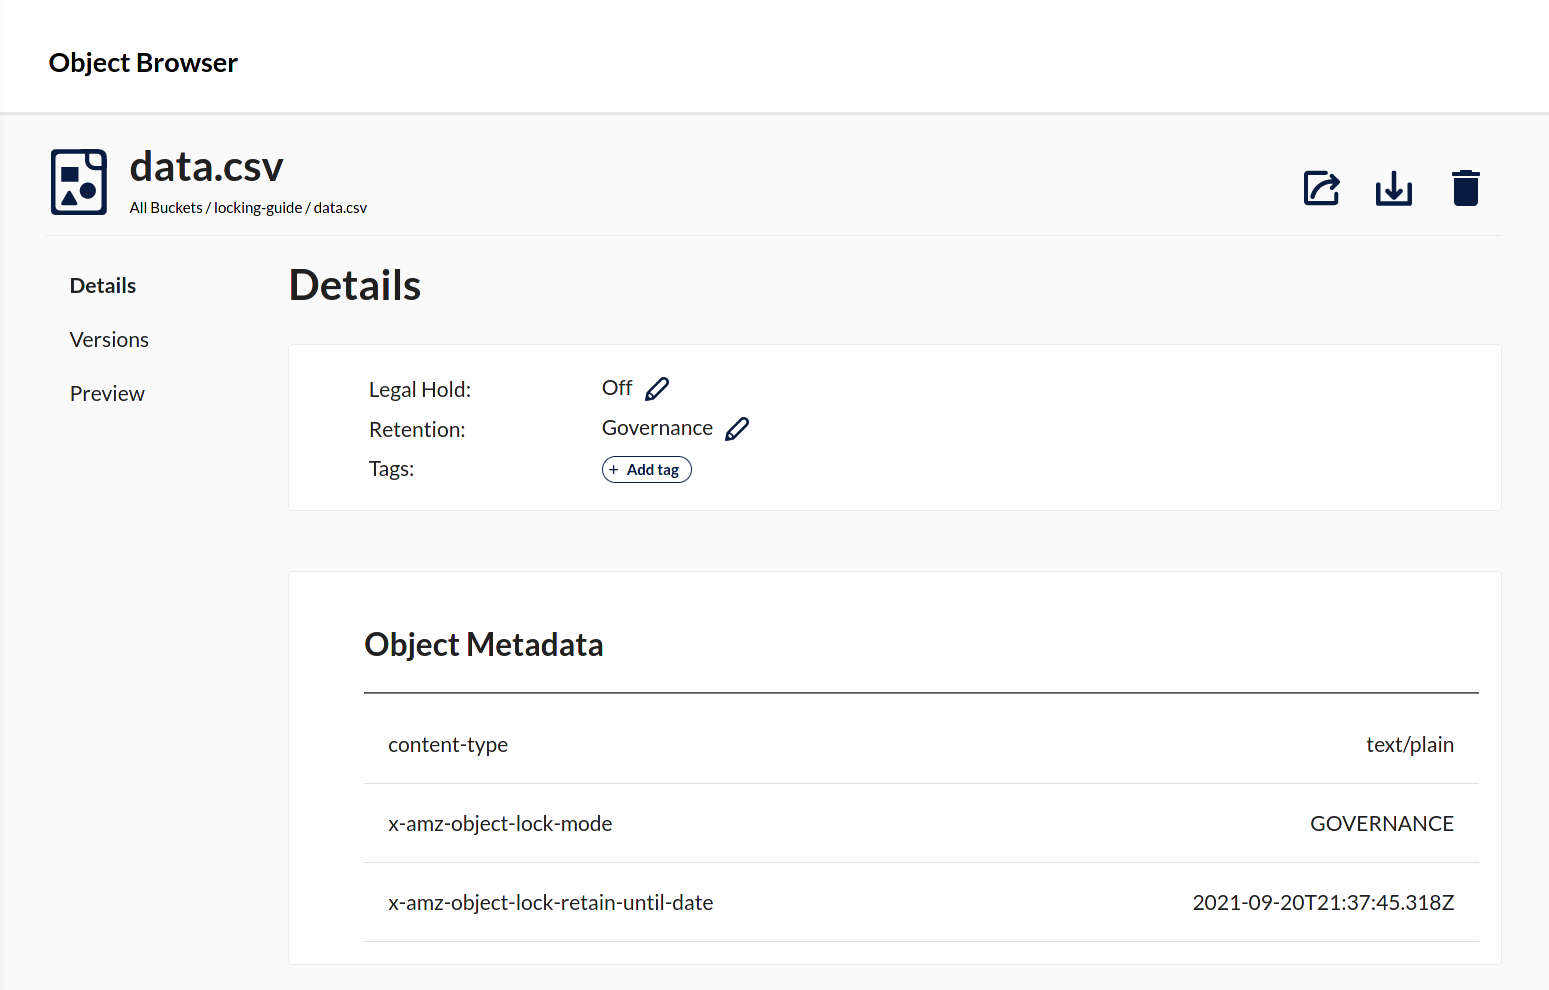 Object Browser
data.csv
All Buckets / locking-guide / data.csv
Details
Versions
Preview
Details
Legal Hold: Off
Retention: Governance
Tags: + Add tag
Object Metadata
content-type text/plain
x-amz-object-lock-mode GOVERNANCE
x-amz-object-lock-retain-until-date 2021-09-20T21:37:45.318Z